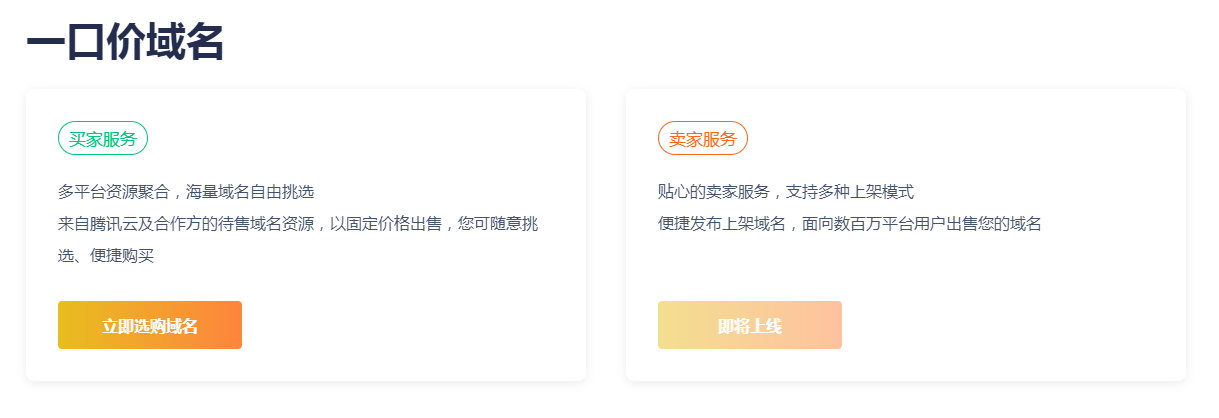 一口价域名
买家服务
多平台资源聚合，海量域名自由挑选
来自腾讯云及合作方的待售域名资源，以固定价格出售，您可随意挑
选、便捷购买
立即选购域名
卖家服务
贴心的卖家服务，支持多种上架模式
便捷发布上架域名，面向数百万平台用户出售您的域名
即将上线